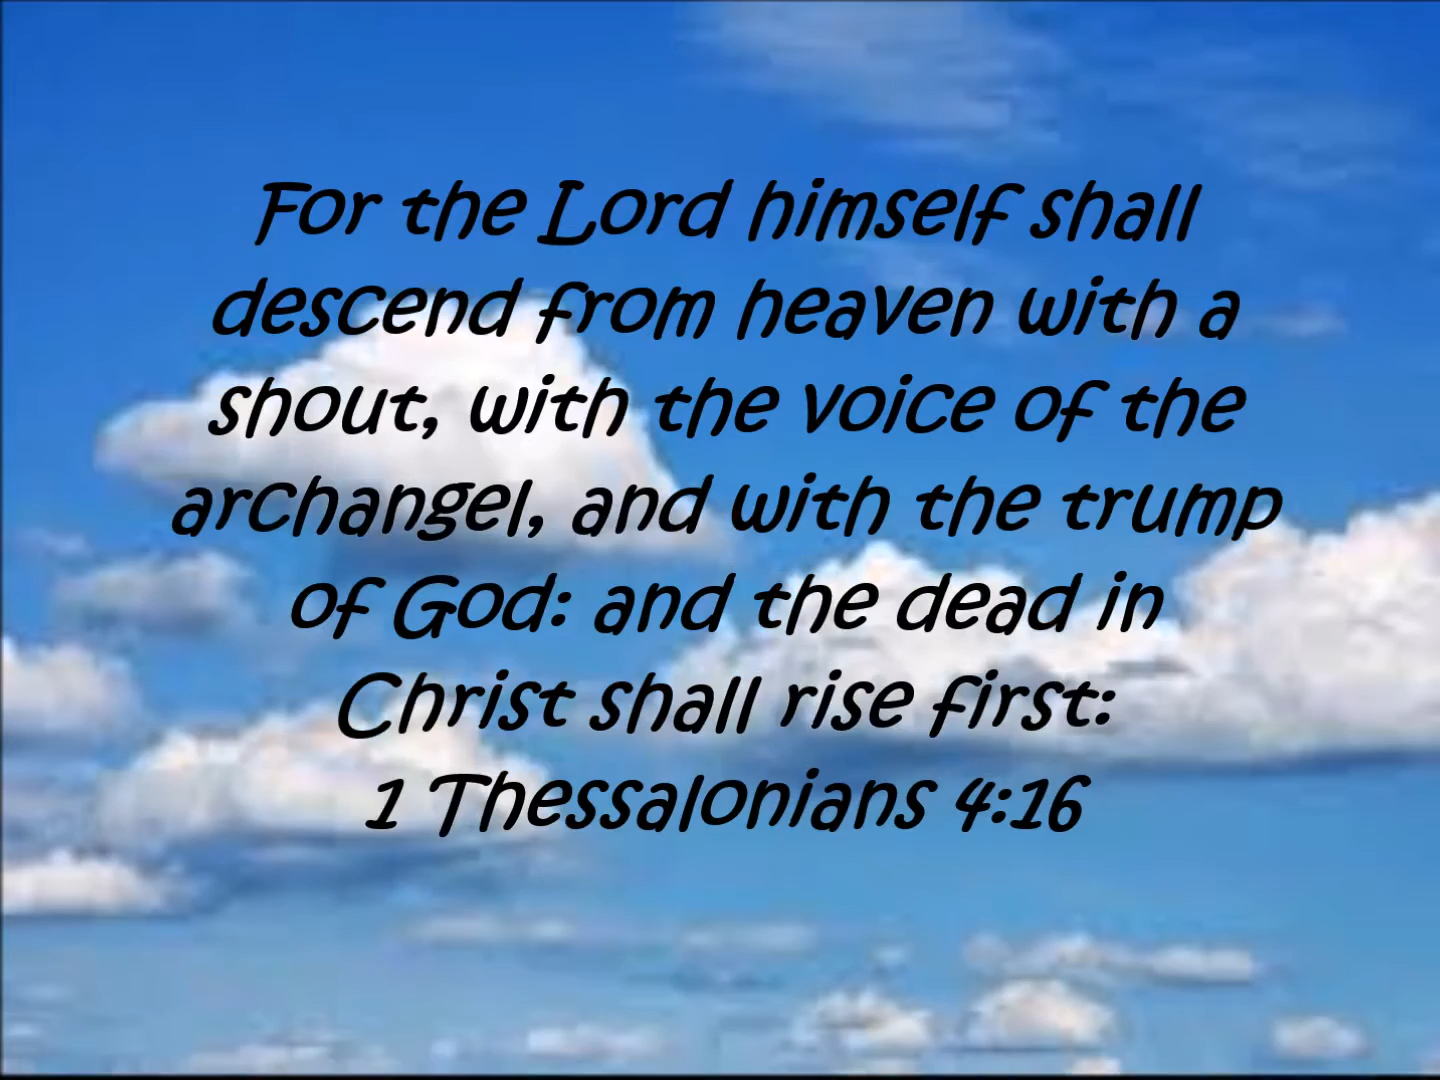 For the Lord himself shall
descend from heaven with a
shout, with the voice of the
archangel, and with the trump
of God: and the dead in
Christ shall rise first:
1 Thessalonians 4:16